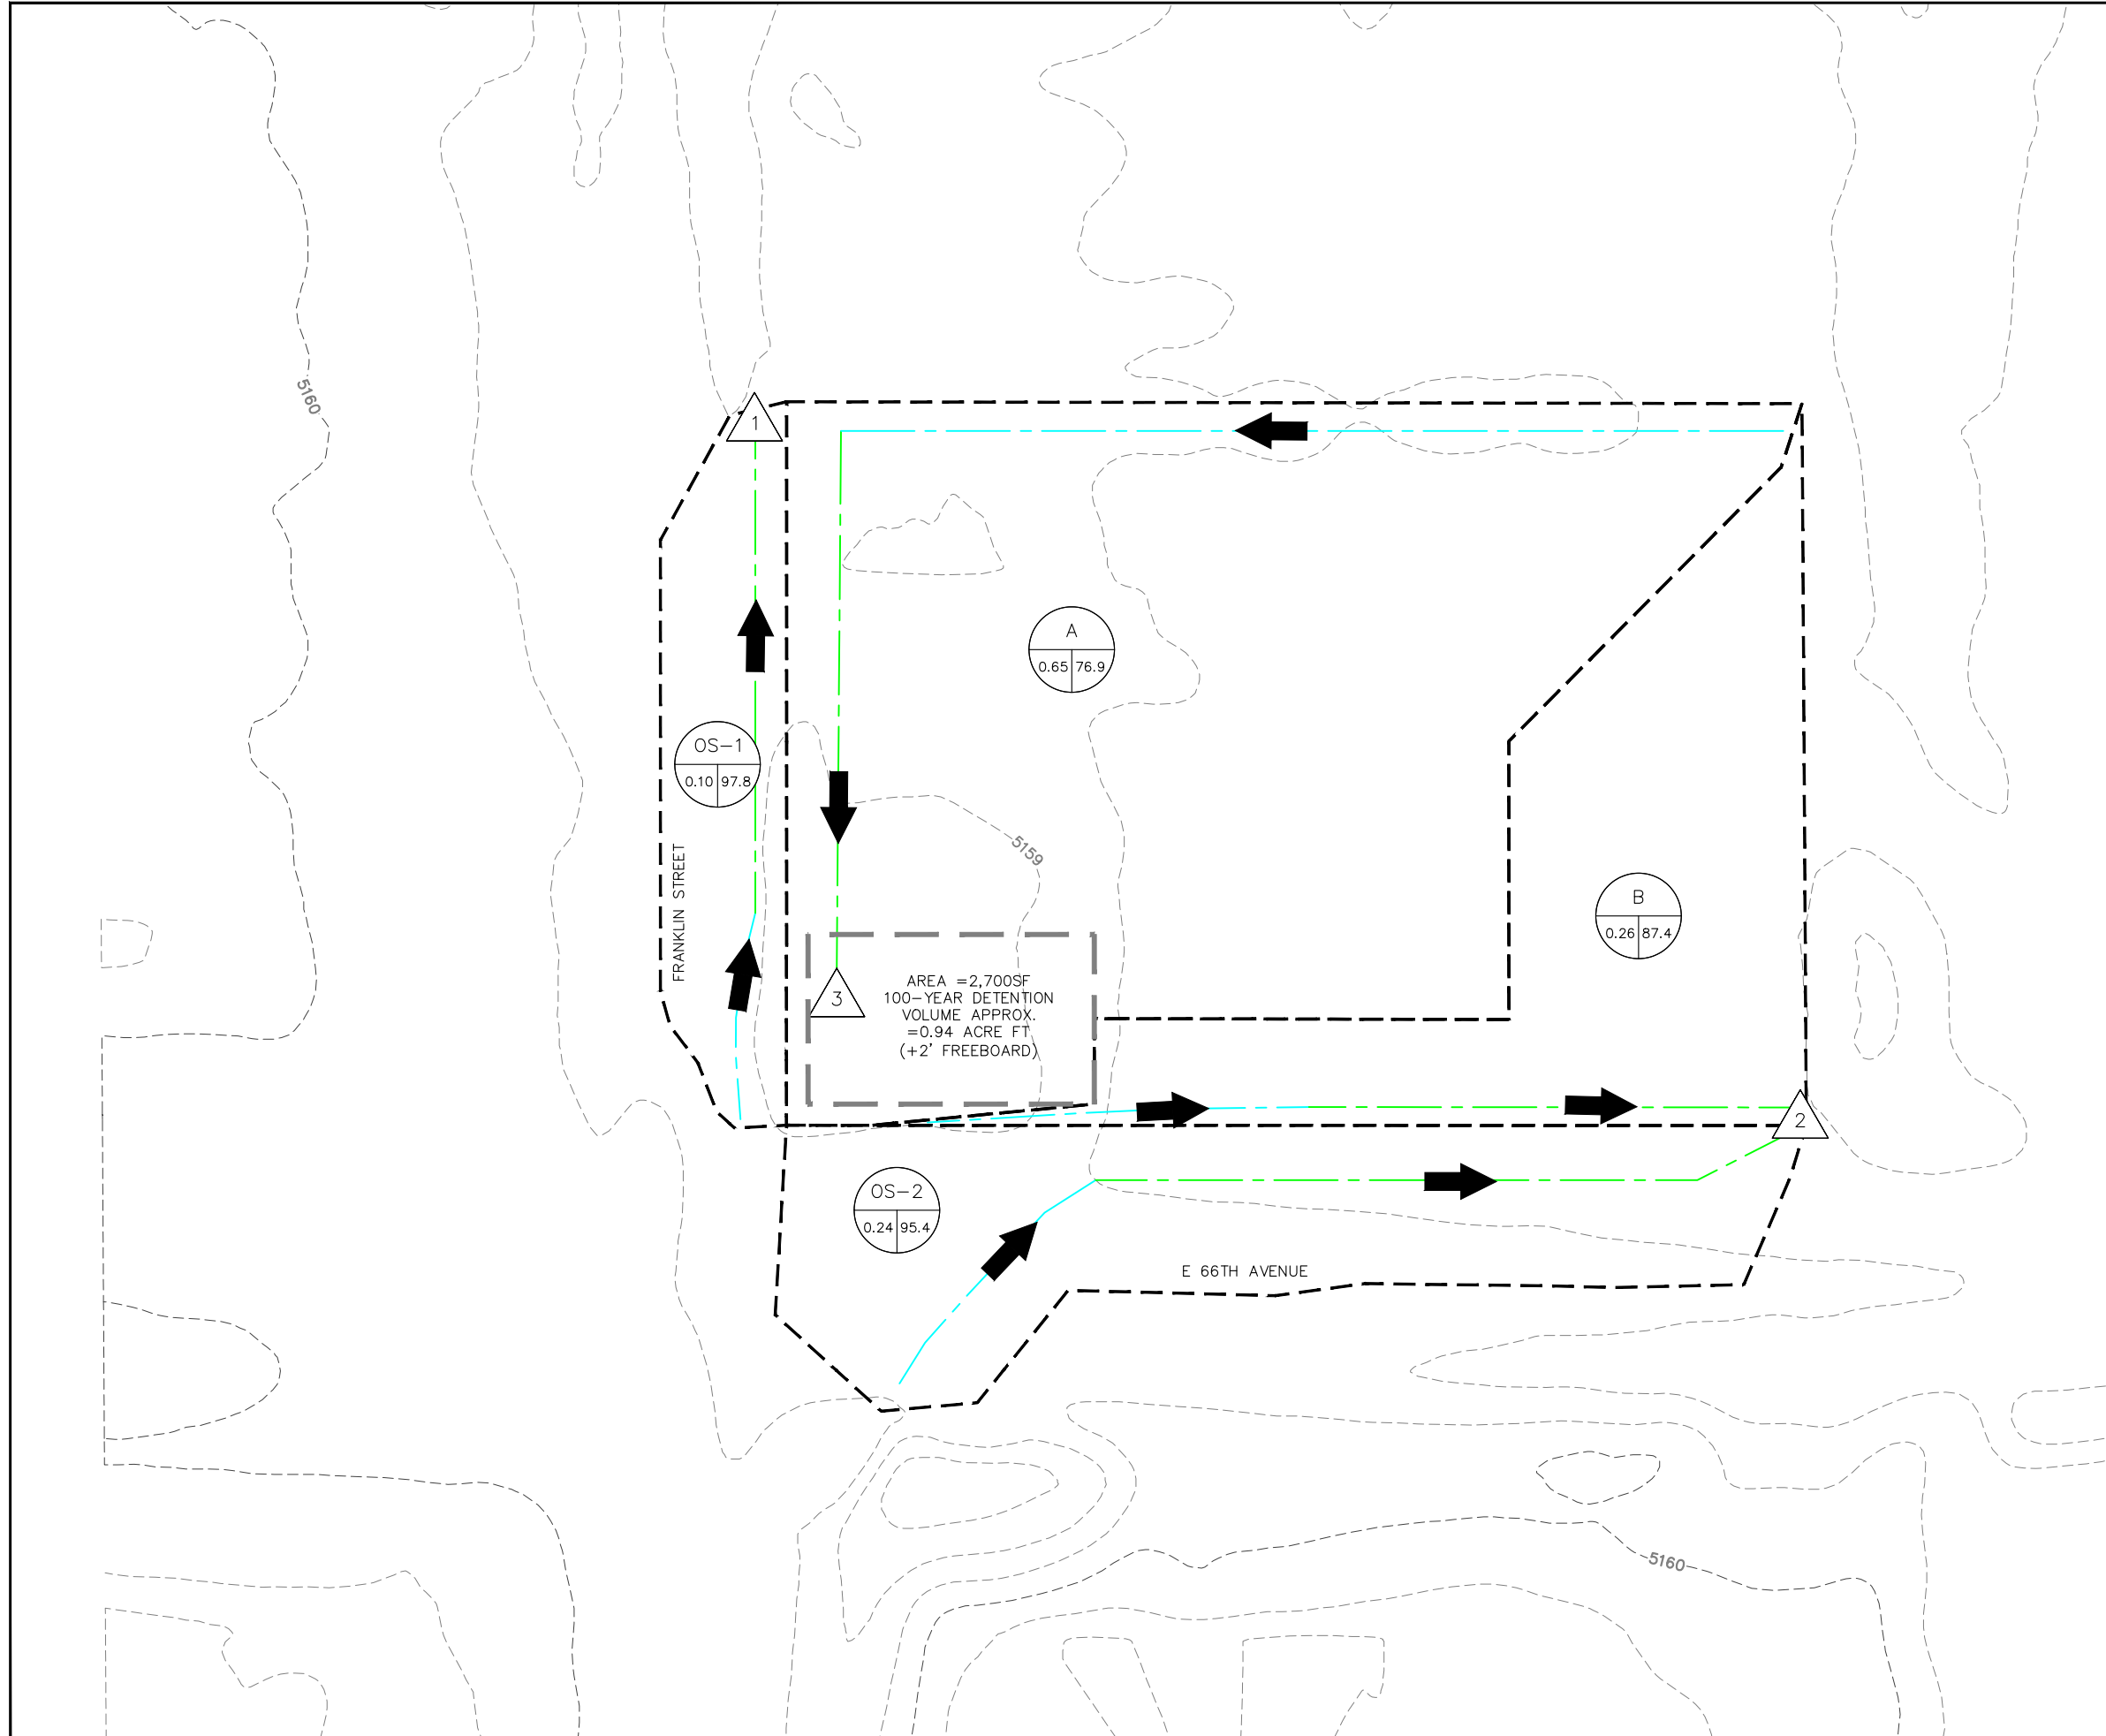 5160
1
A
0.65 76.9
OS-1
0.10 97.8
FRANKLIN STREET
5159
B
0.26 87.4
AREA =2,700SF
100-YEAR DETENTION
VOLUME APPROX.
=0.94 ACRE FT
(+2' FREEBOARD)
3
2
OS-2
0.24 95.4
E 66TH AVENUE
5160